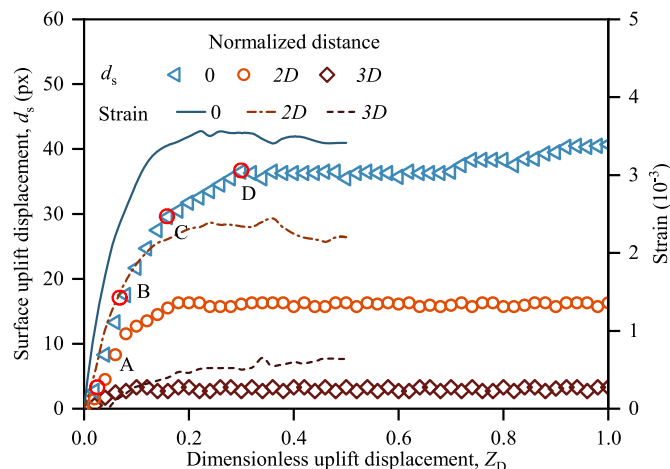 Normalized distance
dₛ 0 2D 3D
Strain 0 2D 3D
60
50
40
30
20
10
0
Surface uplift displacement, dₛ (px)
5
4
3
2
1
0
Strain (10⁻³)
D
C
B
A
0.0 0.2 0.4 0.6 0.8 1.0
Dimensionless uplift displacement, Z_D